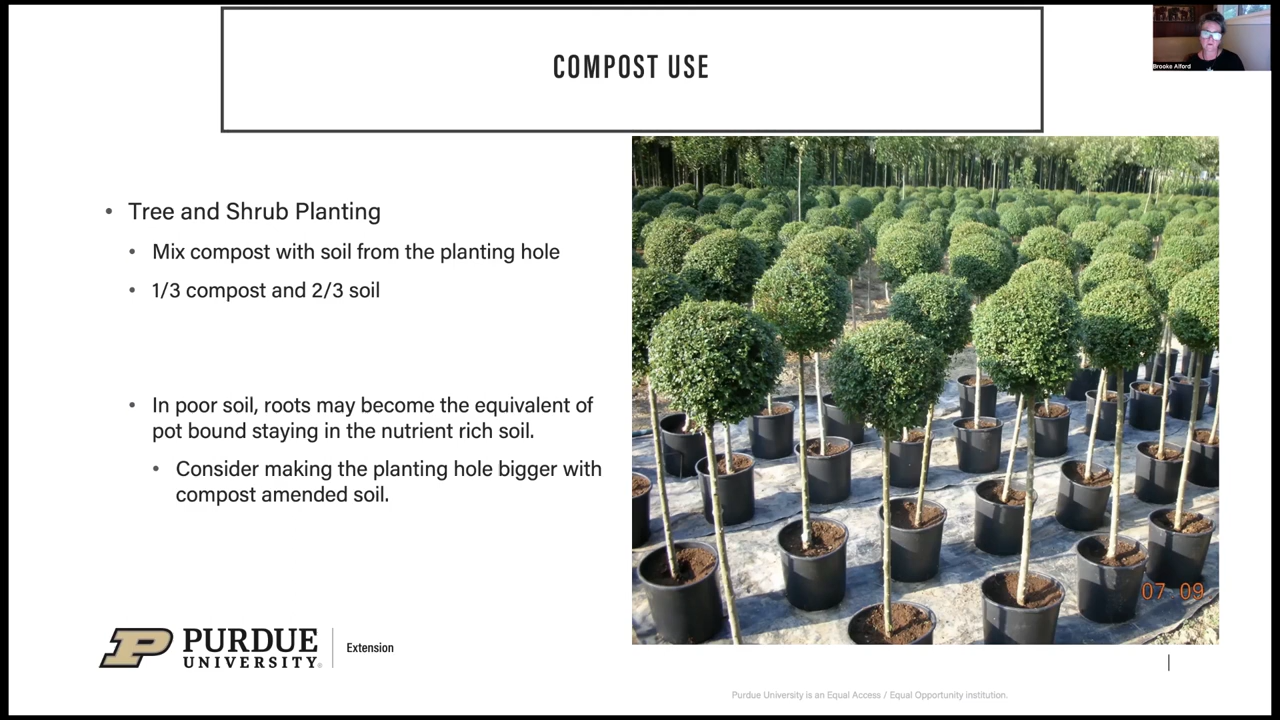 COMPOST USE
Brooke Alford
Tree and Shrub Planting
Mix compost with soil from the planting hole
1/3 compost and 2/3 soil
In poor soil, roots may become the equivalent of
pot bound staying in the nutrient rich soil.
Consider making the planting hole bigger with
compost amended soil.
07 09
PURDUE
UNIVERSITY®
Extension
Purdue University is an Equal Access / Equal Opportunity institution.